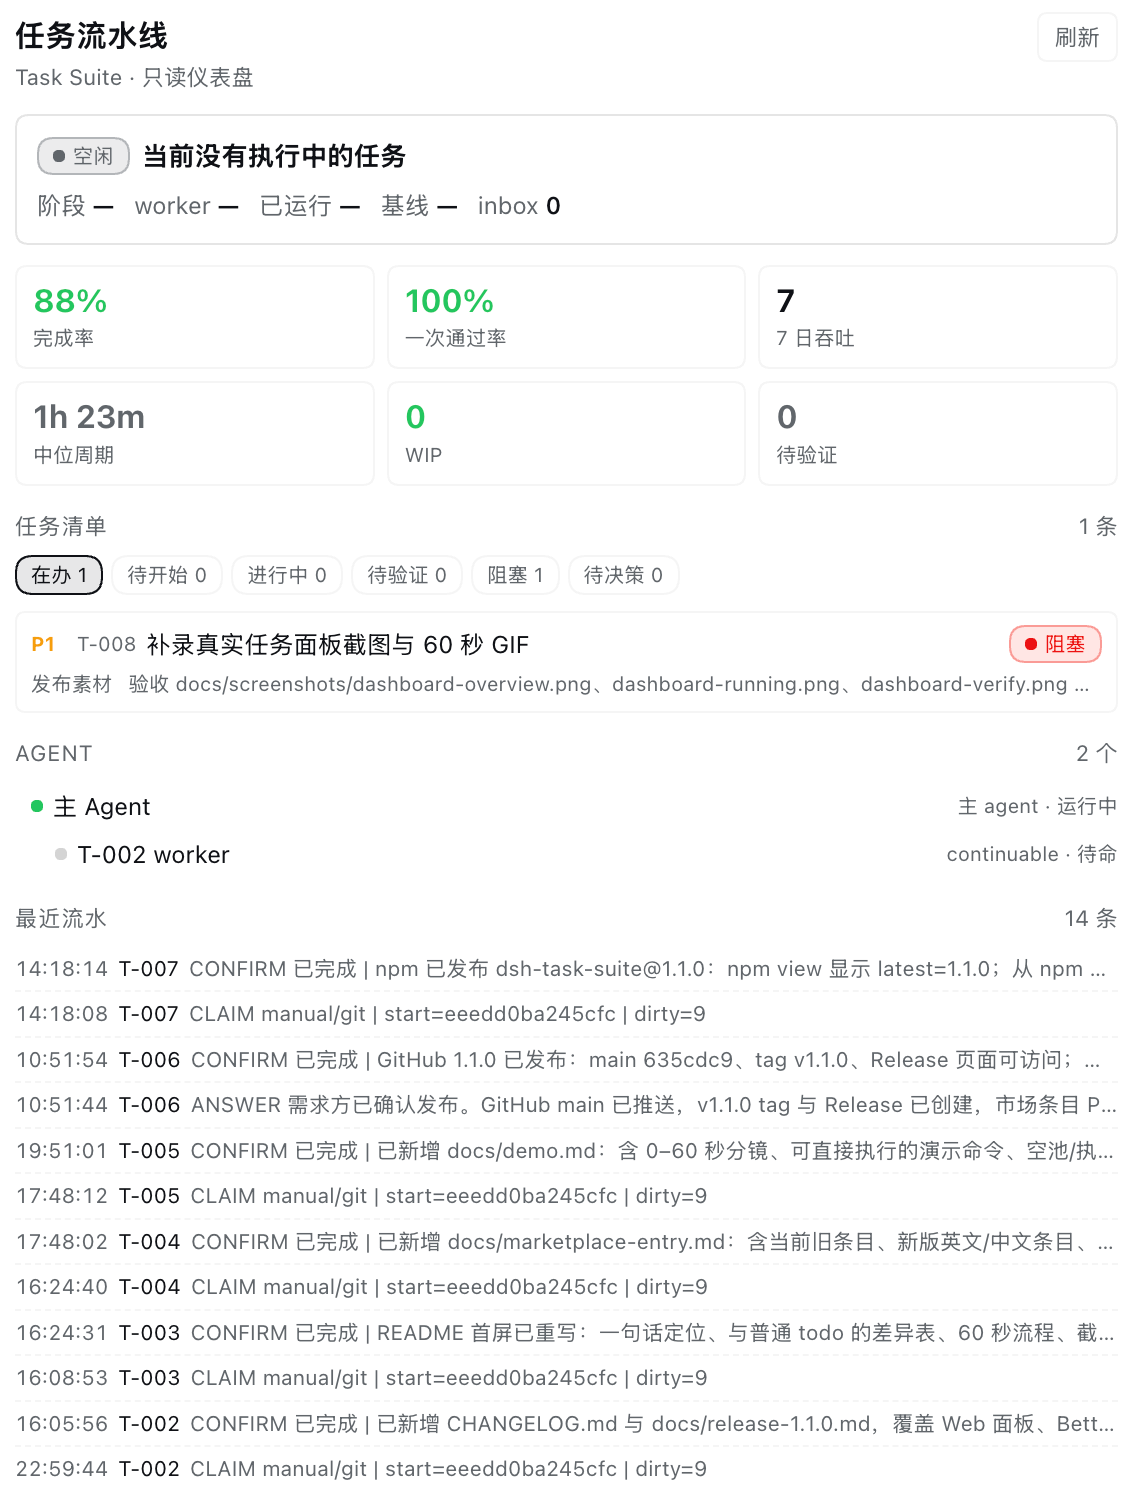 任务流水线
刷新
Task Suite · 只读仪表盘
空闲 当前没有执行中的任务
阶段 — worker — 已运行 — 基线 — inbox 0
88%
完成率
100%
一次通过率
7
7 日吞吐
1h 23m
中位周期
0
WIP
0
待验证
任务清单 1 条
在办 1 待开始 0 进行中 0 待验证 0 阻塞 1 待决策 0
P1 T-008 补录真实任务面板截图与 60 秒 GIF 阻塞
发布素材 验收 docs/screenshots/dashboard-overview.png、dashboard-running.png、dashboard-verify.png ...
AGENT 2 个
主 Agent 主 agent · 运行中
T-002 worker continuable · 待命
最近流水 14 条
14:18:14 T-007 CONFIRM 已完成 | npm 已发布 dsh-task-suite@1.1.0：npm view 显示 latest=1.1.0；从 npm ...
14:18:08 T-007 CLAIM manual/git | start=eeedd0ba245cfc | dirty=9
10:51:54 T-006 CONFIRM 已完成 | GitHub 1.1.0 已发布：main 635cdc9、tag v1.1.0、Release 页面可访问；...
10:51:44 T-006 ANSWER 需求方已确认发布。GitHub main 已推送，v1.1.0 tag 与 Release 已创建，市场条目 P...
19:51:01 T-005 CONFIRM 已完成 | 已新增 docs/demo.md：含 0–60 秒分镜、可直接执行的演示命令、空池/执...
17:48:12 T-005 CLAIM manual/git | start=eeedd0ba245cfc | dirty=9
17:48:02 T-004 CONFIRM 已完成 | 已新增 docs/marketplace-entry.md：含当前旧条目、新版英文/中文条目、...
16:24:40 T-004 CLAIM manual/git | start=eeedd0ba245cfc | dirty=9
16:24:31 T-003 CONFIRM 已完成 | README 首屏已重写：一句话定位、与普通 todo 的差异表、60 秒流程、截...
16:08:53 T-003 CLAIM manual/git | start=eeedd0ba245cfc | dirty=9
16:05:56 T-002 CONFIRM 已完成 | 已新增 CHANGELOG.md 与 docs/release-1.1.0.md，覆盖 Web 面板、Bett...
22:59:44 T-002 CLAIM manual/git | start=eeedd0ba245cfc | dirty=9